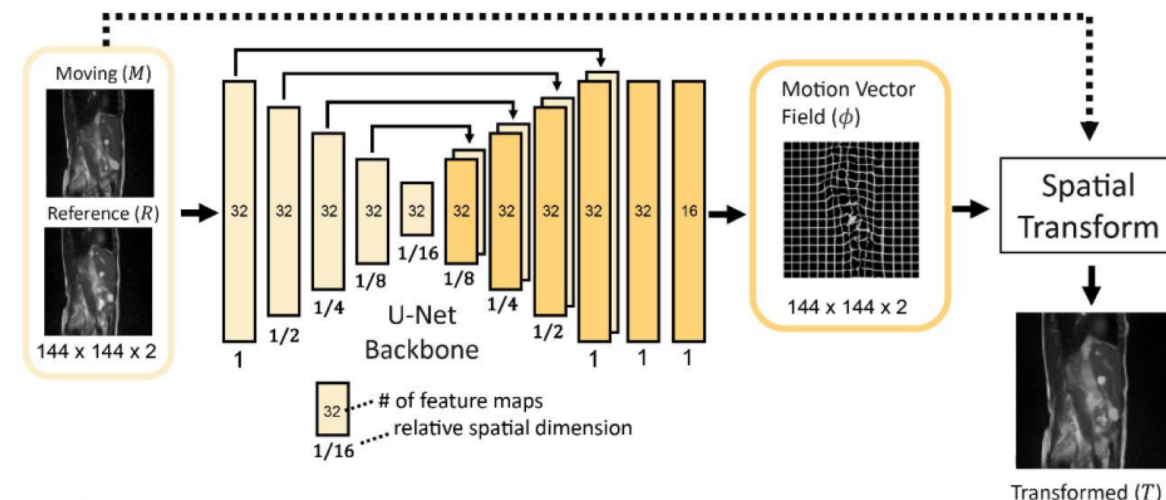 Moving (M)
Reference (R)
144 x 144 x 2
32
1
32
1/2
32
1/4
32
1/8
32
1/16
32
1/8
32
1/4
32
1/2
32
1
32
1
16
1
U-Net
Backbone
32
# of feature maps
relative spatial dimension
1/16
Motion Vector
Field (ϕ)
144 x 144 x 2
Spatial
Transform
Transformed (T)